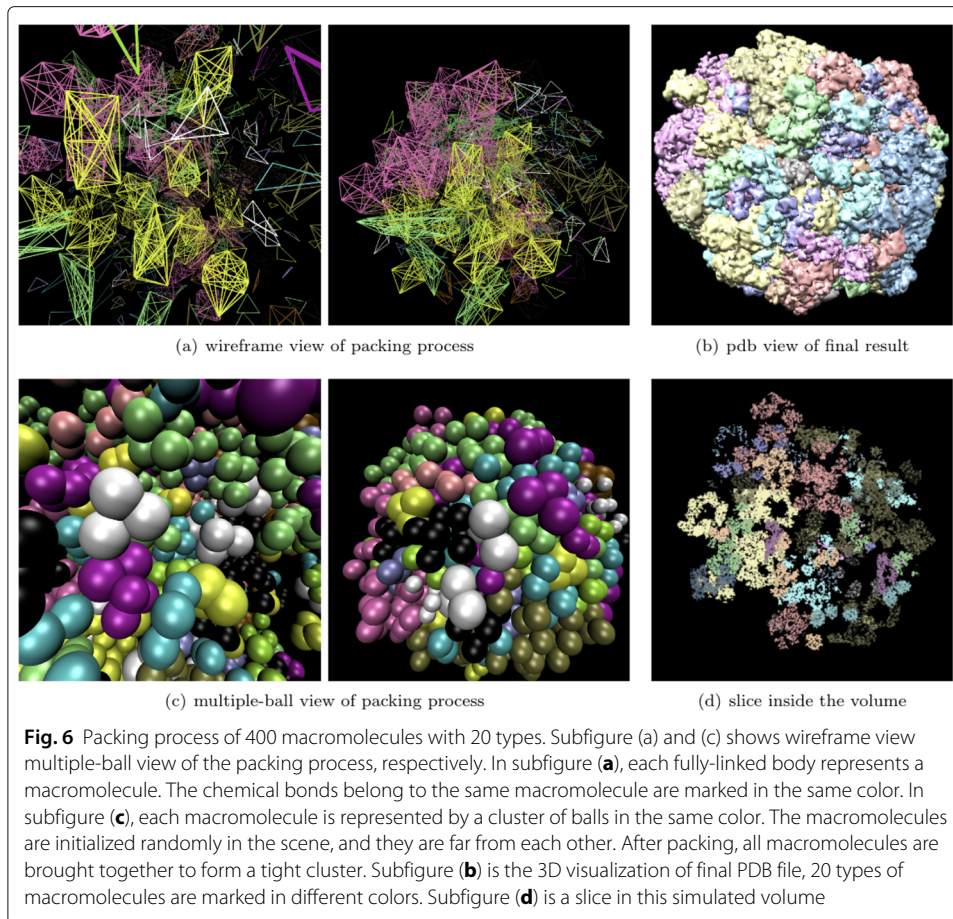 (a) wireframe view of packing process
(b) pdb view of final result
(c) multiple-ball view of packing process
(d) slice inside the volume
Fig. 6 Packing process of 400 macromolecules with 20 types. Subfigure (a) and (c) shows wireframe view
multiple-ball view of the packing process, respectively. In subfigure (a), each fully-linked body represents a
macromolecule. The chemical bonds belong to the same macromolecule are marked in the same color. In
subfigure (c), each macromolecule is represented by a cluster of balls in the same color. The macromolecules
are initialized randomly in the scene, and they are far from each other. After packing, all macromolecules are
brought together to form a tight cluster. Subfigure (b) is the 3D visualization of final PDB file, 20 types of
macromolecules are marked in different colors. Subfigure (d) is a slice in this simulated volume